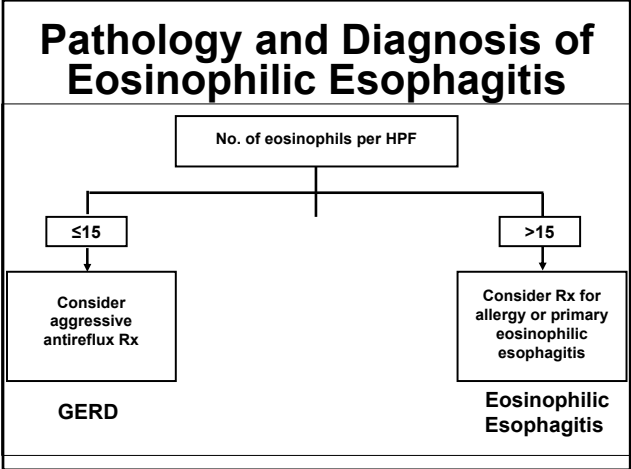 Pathology and Diagnosis of
Eosinophilic Esophagitis
No. of eosinophils per HPF
≤15
>15
Consider
aggressive
antireflux Rx
Consider Rx for
allergy or primary
eosinophilic
esophagitis
GERD
Eosinophilic
Esophagitis